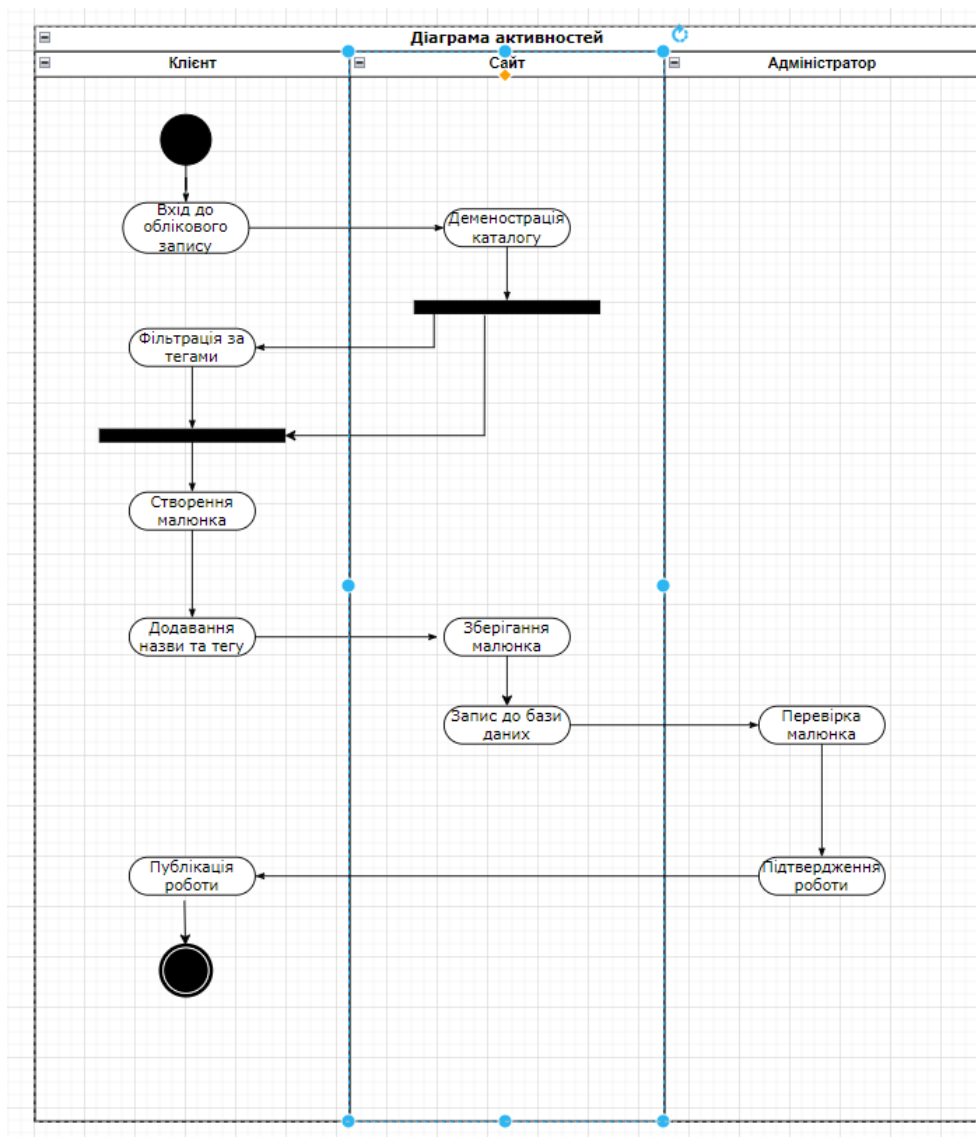 Діаграма активностей
Клієнт
Сайт
Адміністратор
Вхід до
облікового
запису
Деменострація
каталогу
Фільтрація за
тегами
Створення
малюнка
Додавання
назви та тегу
Зберігання
малюнка
Запис до бази
даних
Перевірка
малюнка
Публікація
роботи
Підтвердження
роботи